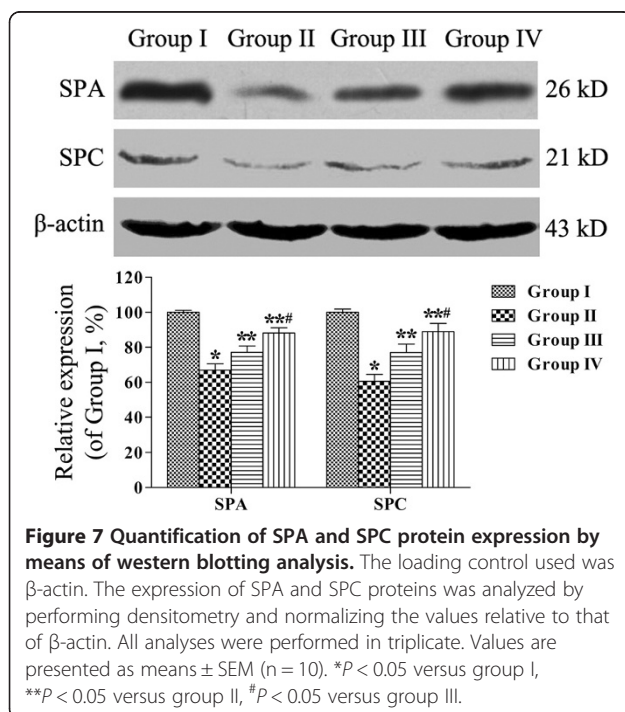 Group I Group II Group III Group IV
SPA 26 kD
SPC 21 kD
β-actin 43 kD
Relative expression
(of Group I, %)
120
100
80
60
40
20
0
* ** **#
* ** **#
SPA SPC
Group I
Group II
Group III
Group IV
Figure 7 Quantification of SPA and SPC protein expression by
means of western blotting analysis. The loading control used was
β-actin. The expression of SPA and SPC proteins was analyzed by
performing densitometry and normalizing the values relative to that
of β-actin. All analyses were performed in triplicate. Values are
presented as means ± SEM (n = 10). *P < 0.05 versus group I,
**P < 0.05 versus group II, #P < 0.05 versus group III.